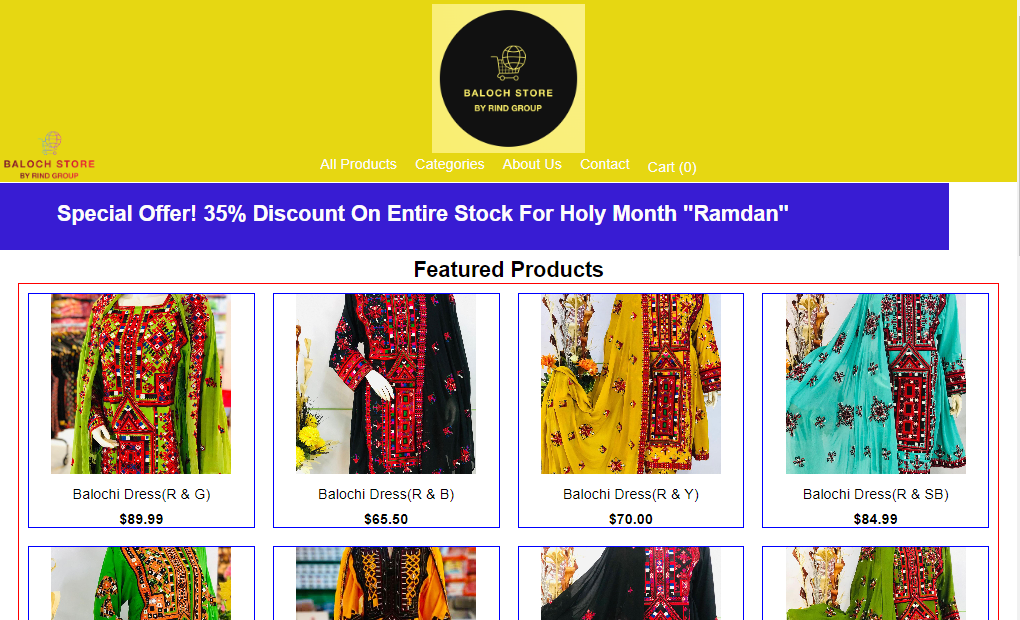 BALOCH STORE
BY RIND GROUP
BALOCH STORE
BY RIND GROUP
All Products Categories About Us Contact Cart (0)
Special Offer! 35% Discount On Entire Stock For Holy Month "Ramdan"
Featured Products
Balochi Dress(R & G) Balochi Dress(R & B) Balochi Dress(R & Y) Balochi Dress(R & SB)
$89.99 $65.50 $70.00 $84.99